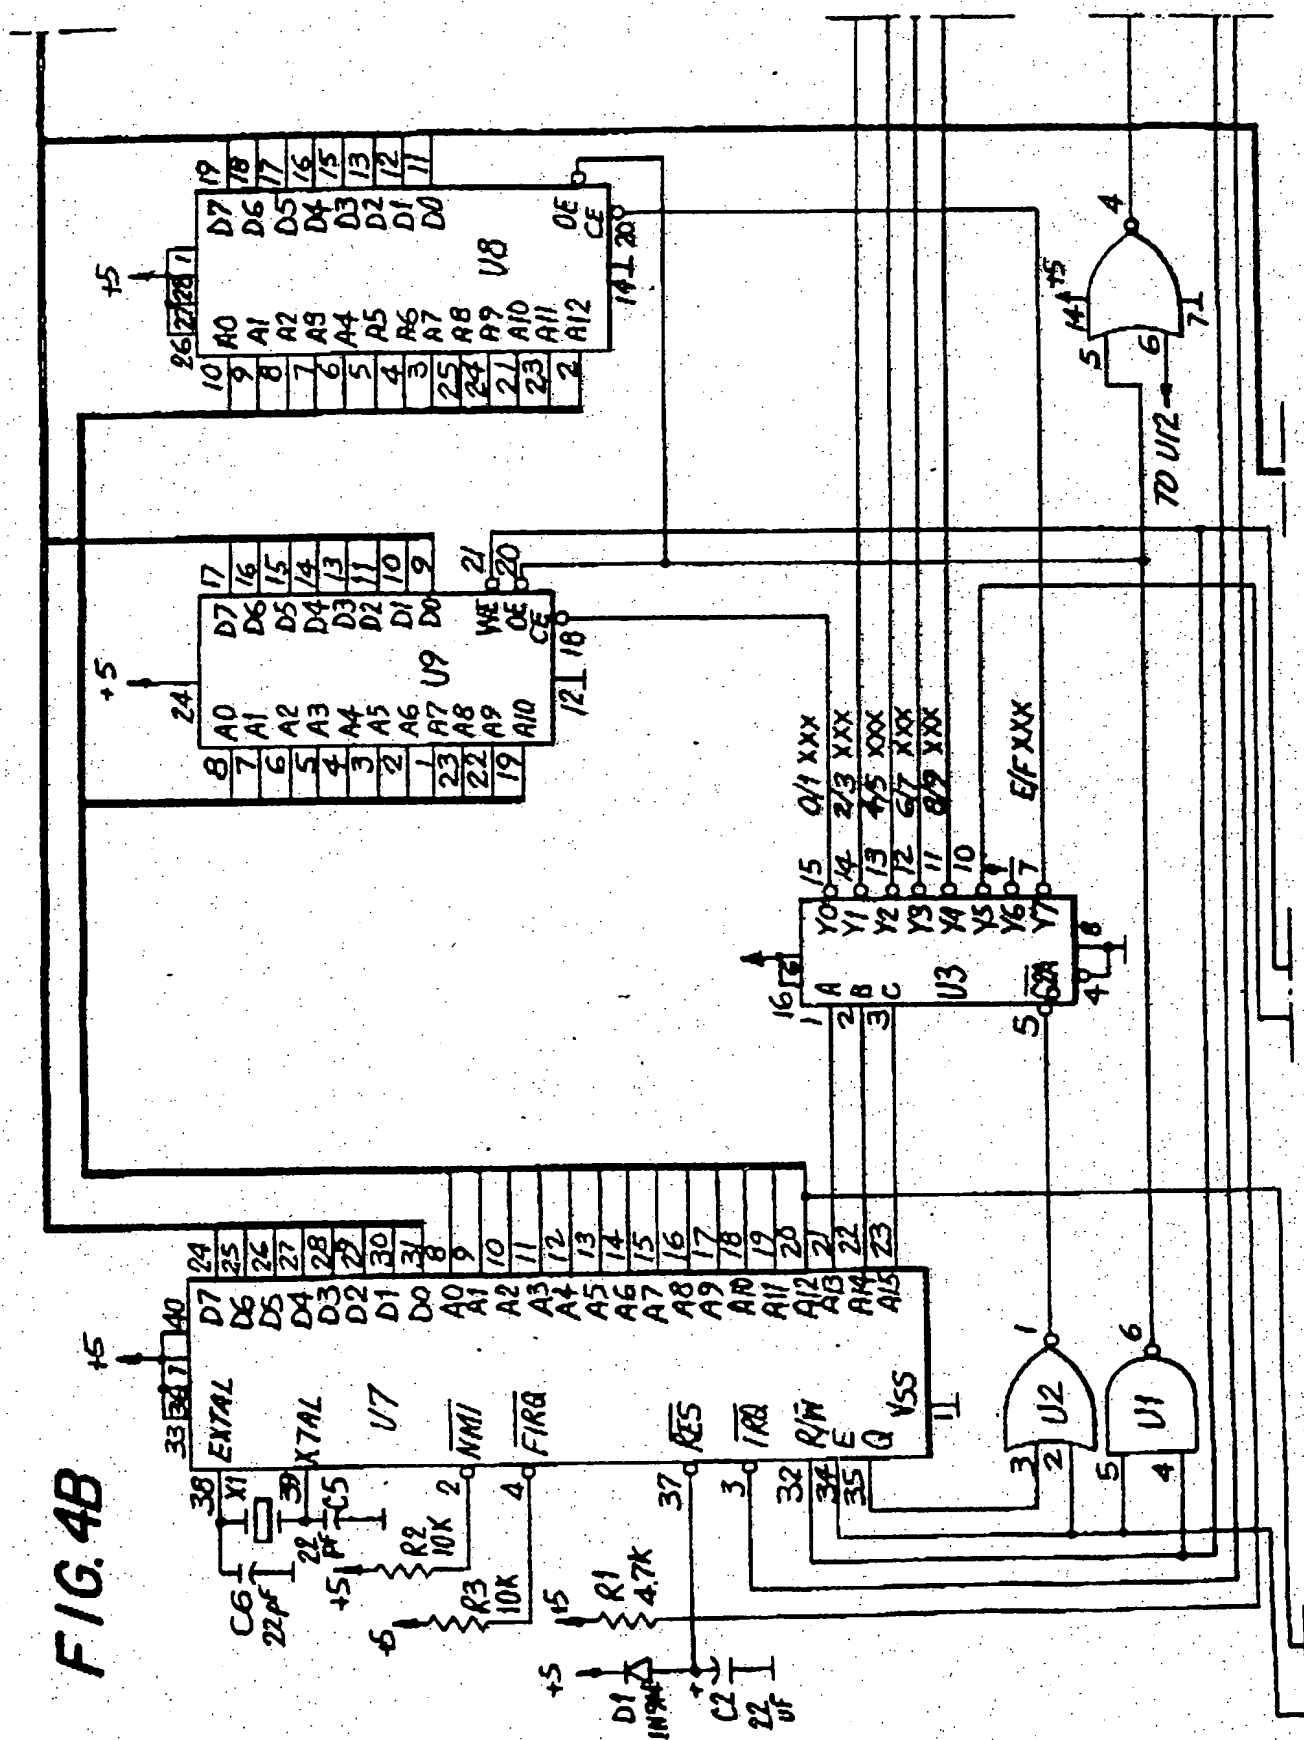 FIG. 4B
+5
33 36 7 40
38 EXTAL
X1
39 XTAL
C6
22pF
22
PF
C5
U7
D7 24
D6 25
D5 26
D4 27
D3 28
D2 29
D1 30
D0 31
A0 8
A1 9
A2 10
A3 11
A4 12
A5 13
A6 14
A7 15
A8 16
A9 17
A10 18
A11 19
A12 20
A13 21
A14 22
A15 23
2 NMI
4 FIRQ
37 RES
3 IRQ
32 R/W
34 E
35 Q
VSS
1
+5
R2
10K
+5
R3
10K
+5
R1
4.7K
+5
D1
+
C2
22
UF
3
2
U2
1
5
4
U1
6
+5
24
8 A0
7 A1
6 A2
5 A3
4 A4
3 A5
2 A6
1 A7
23 A8
22 A9
19 A10
U9
D7 17
D6 16
D5 15
D4 14
D3 13
D2 11
D1 10
D0 9
WE 21
OE 20
CE 18
12
+5
26 27 28 1
10 A0
9 A1
8 A2
7 A3
6 A4
5 A5
4 A6
3 A7
25 A8
24 A9
21 A10
23 A11
2 A12
U8
D7 19
D6 18
D5 17
D4 16
D3 15
D2 13
D1 12
D0 11
OE
CE 20
14
16 6
1 A
2 B
3 C
U3
5 G2A
4
8
Y0 15 0/1 XXX
Y1 14 2/3 XXX
Y2 13 4/5 XXX
Y3 12 6/7 XXX
Y4 11 8/9 XXX
Y5 10
Y6
Y7 7 E/FXXX
14 +5
5
6
4
7
TO U12